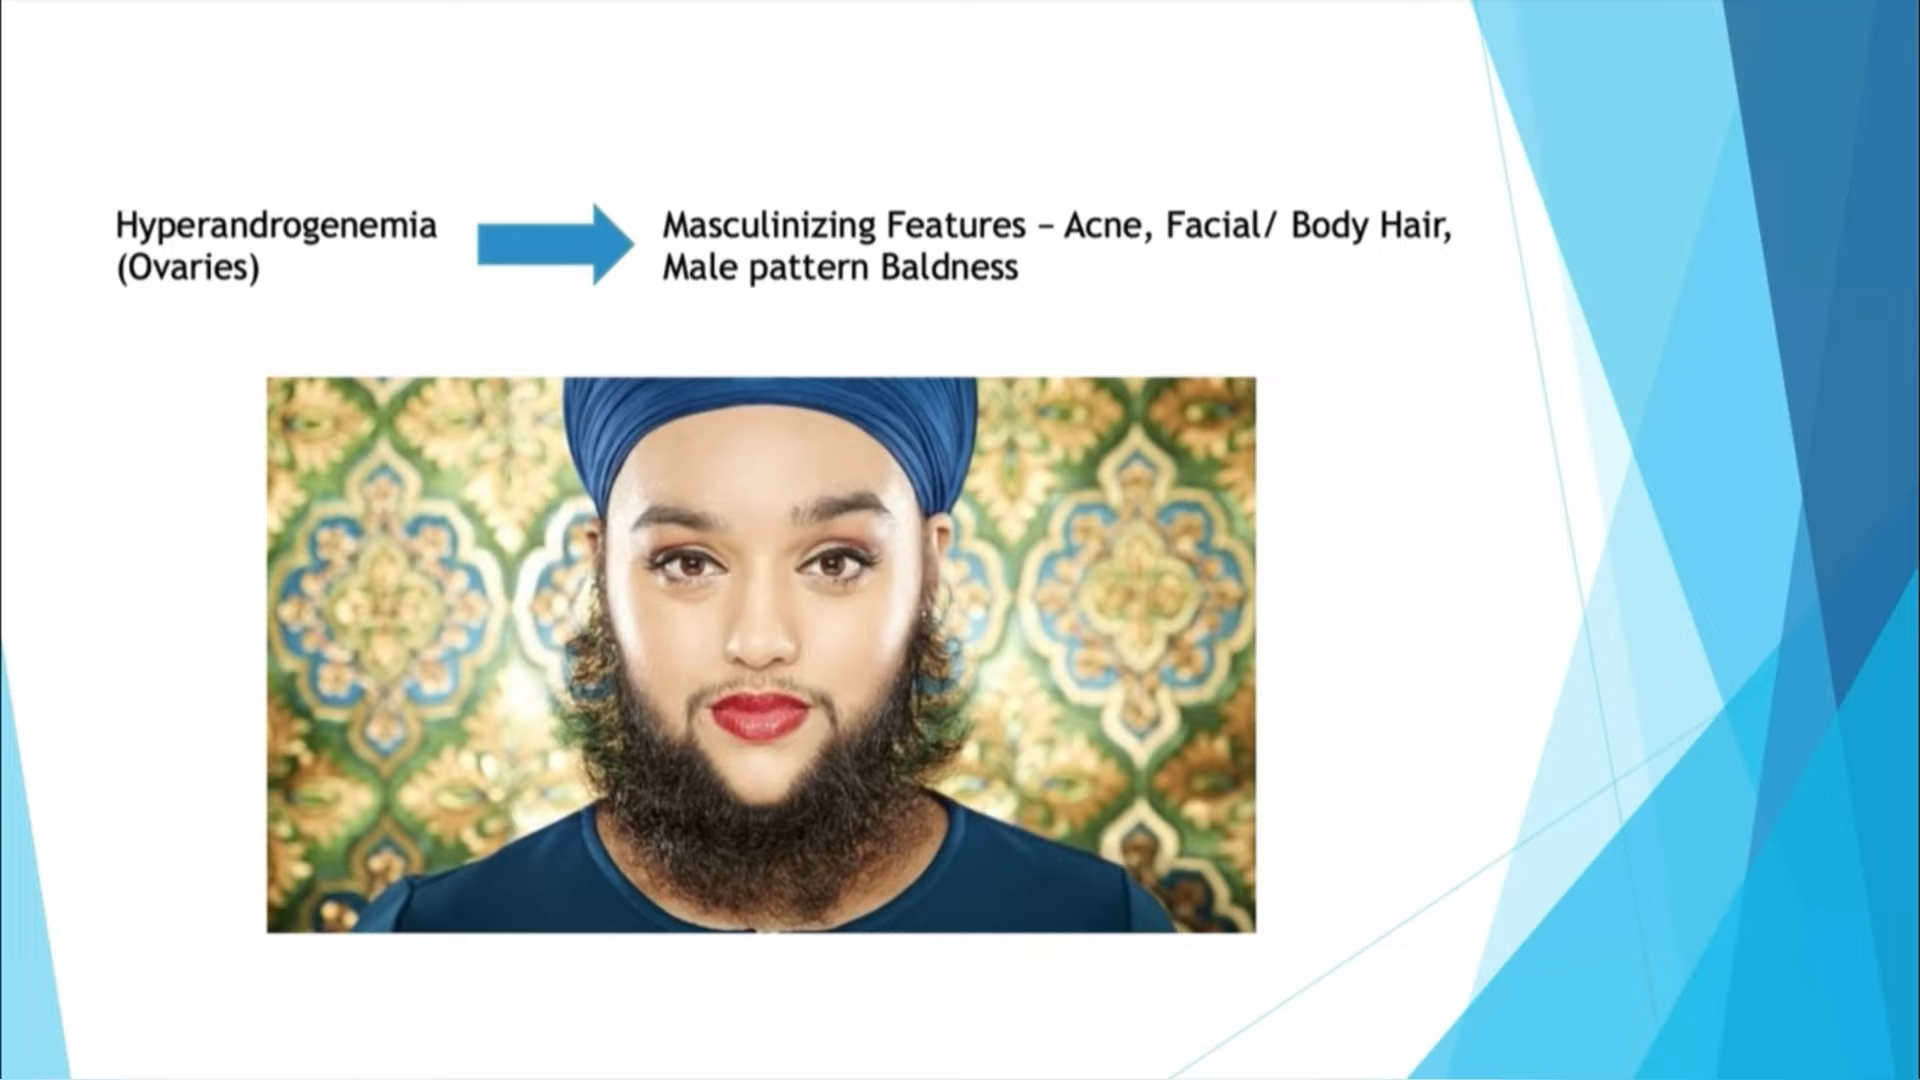 Hyperandrogenemia
(Ovaries)
Masculinizing Features – Acne, Facial/ Body Hair,
Male pattern Baldness